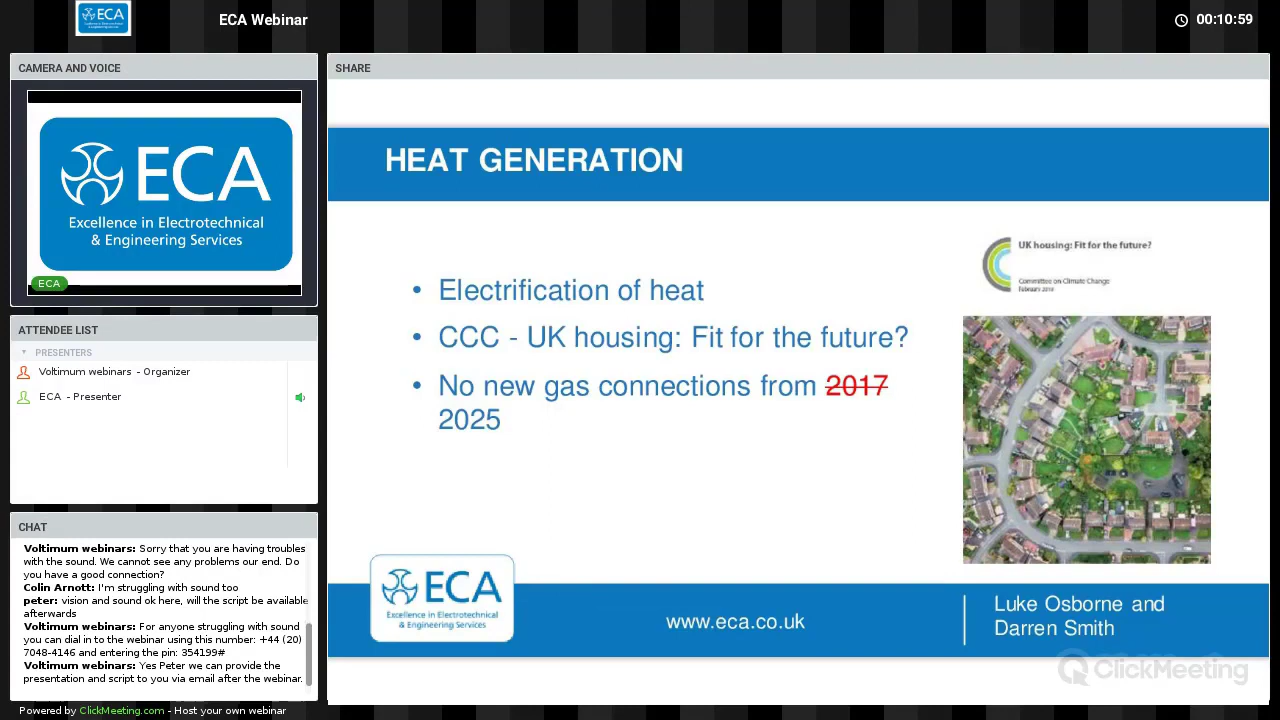 ECA
ECA Webinar
00:10:59
CAMERA AND VOICE
ECA
Excellence in Electrotechnical
& Engineering Services
ECA
ATTENDEE LIST
PRESENTERS
Voltimum webinars - Organizer
ECA - Presenter
CHAT
Voltimum webinars: Sorry that you are having troubles
with the sound. We cannot see any problems our end. Do
you have a good connection?
Colin Arnott: I'm struggling with sound too
peter: vision and sound ok here, will the script be available
afterwards
Voltimum webinars: For anyone struggling with sound
you can dial in to the webinar using this number: +44 (20)
7048-4146 and entering the pin: 354199#
Voltimum webinars: Yes Peter we can provide the
presentation and script to you via email after the webinar.
Powered by ClickMeeting.com - Host your own webinar
SHARE
HEAT GENERATION
• Electrification of heat
• CCC - UK housing: Fit for the future?
• No new gas connections from 2017
2025
UK housing: Fit for the future?
Committee on Climate Change
February 2019
ECA
Excellence in Electrotechnical
& Engineering Services
www.eca.co.uk
Luke Osborne and
Darren Smith
ClickMeeting